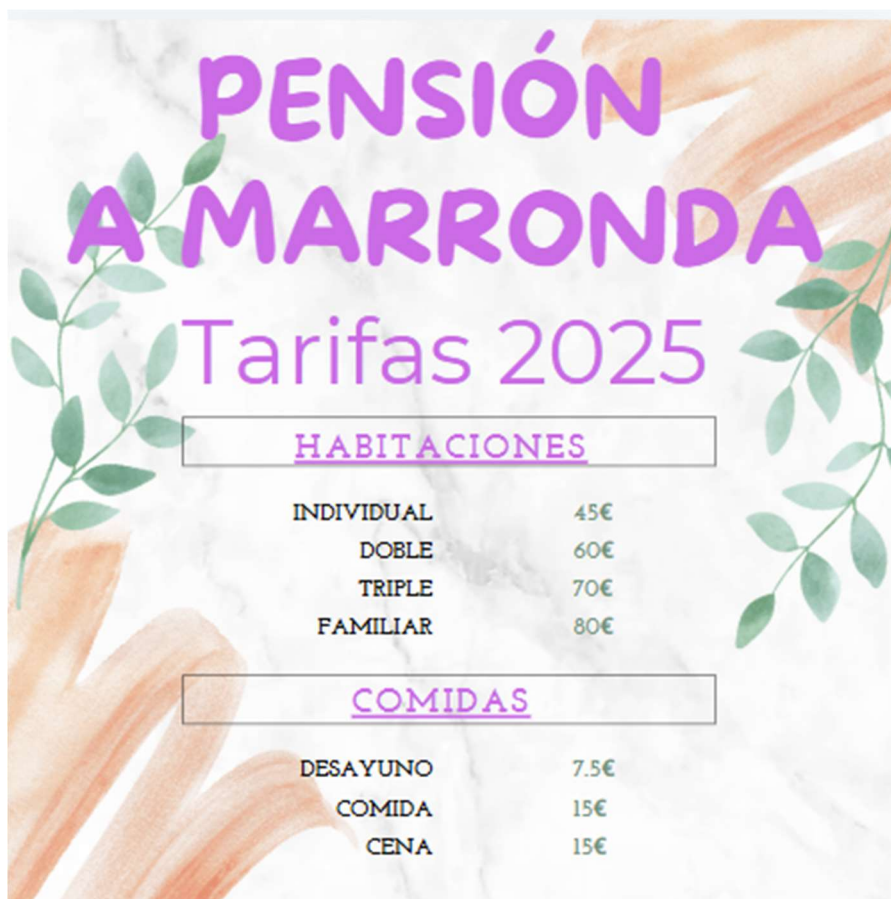 PENSIÓN
A MARRONDA
Tarifas 2025
HABITACIONES
INDIVIDUAL 45€
DOBLE 60€
TRIPLE 70€
FAMILIAR 80€
COMIDAS
DESAYUNO 7.5€
COMIDA 15€
CENA 15€